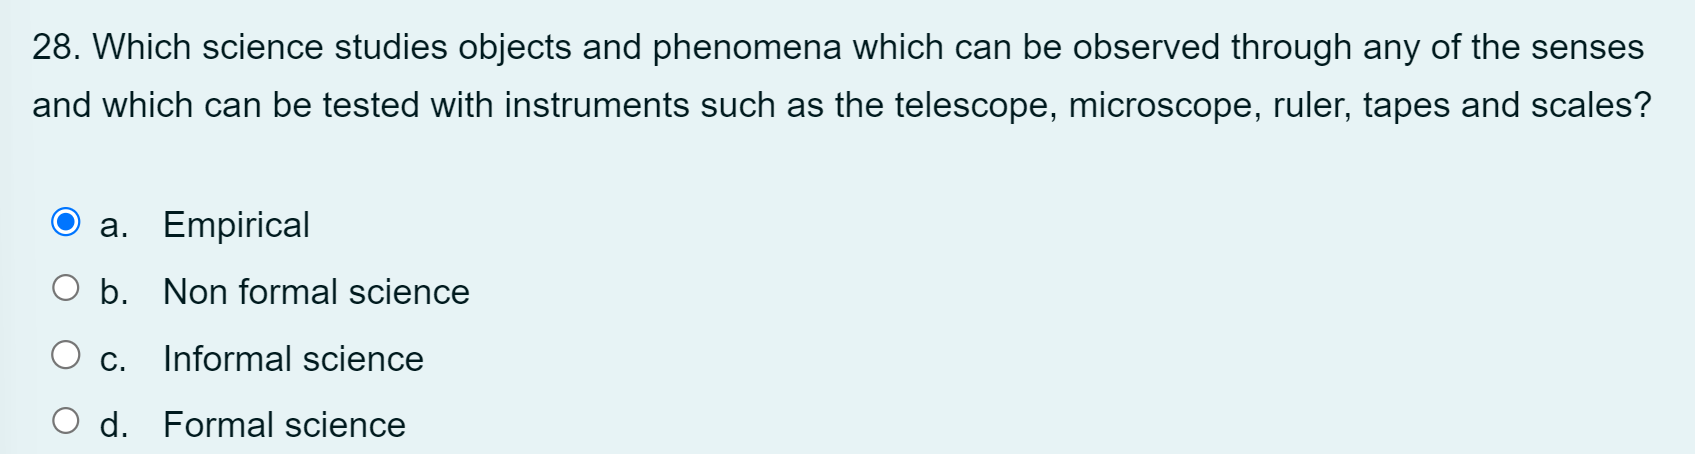 28. Which science studies objects and phenomena which can be observed through any of the senses
and which can be tested with instruments such as the telescope, microscope, ruler, tapes and scales?
a. Empirical
b. Non formal science
c. Informal science
d. Formal science